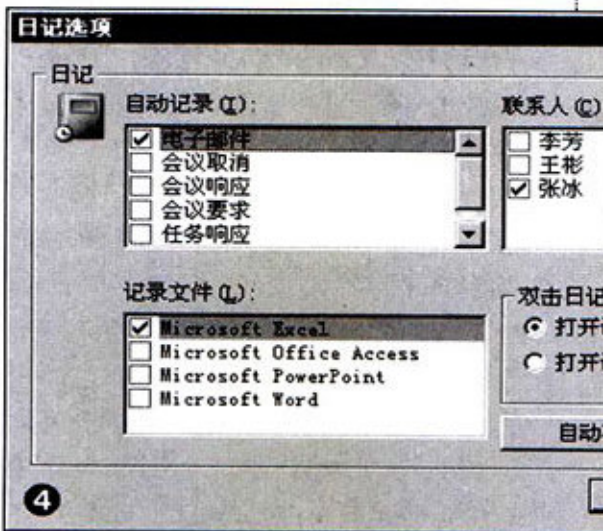 日记选项
日记
自动记录(I):
电子邮件
会议取消
会议响应
会议要求
任务响应
联系人(C)
李芳
王彬
张冰
记录文件(L):
Microsoft Excel
Microsoft Office Access
Microsoft PowerPoint
Microsoft Word
双击日记
打开
打开
自动
4